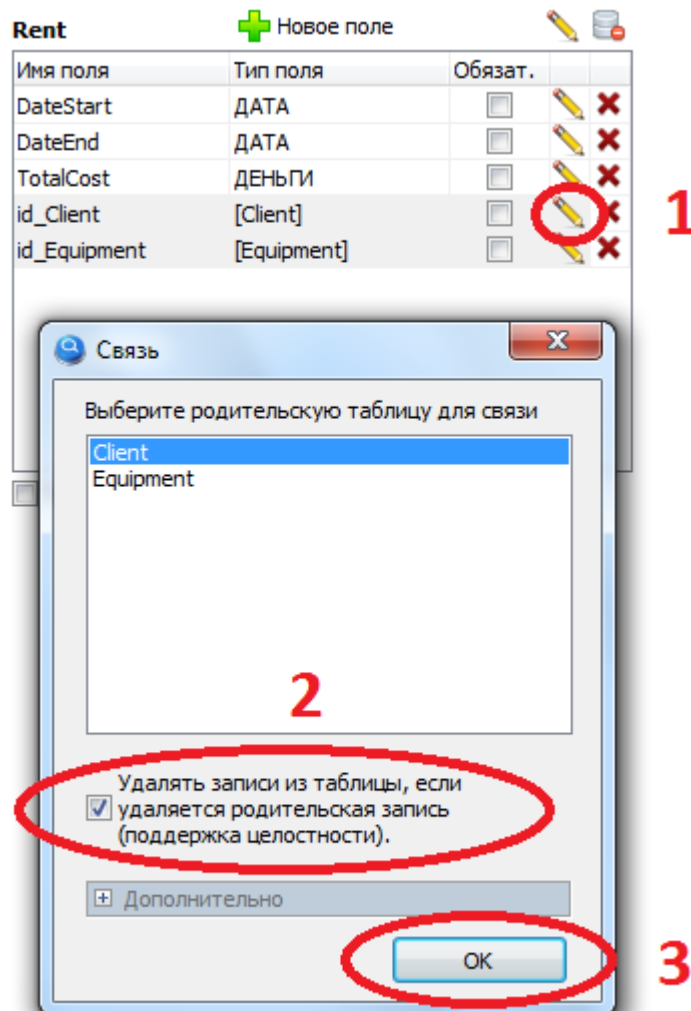 Rent Новое поле
Имя поля Тип поля Обязат.
DateStart ДАТА
DateEnd ДАТА
TotalCost ДЕНЬГИ
id_Client [Client]
1
id_Equipment [Equipment]
Связь
Выберите родительскую таблицу для связи
Client
Equipment
2
Удалять записи из таблицы, если
удаляется родительская запись
(поддержка целостности).
Дополнительно
OK
3